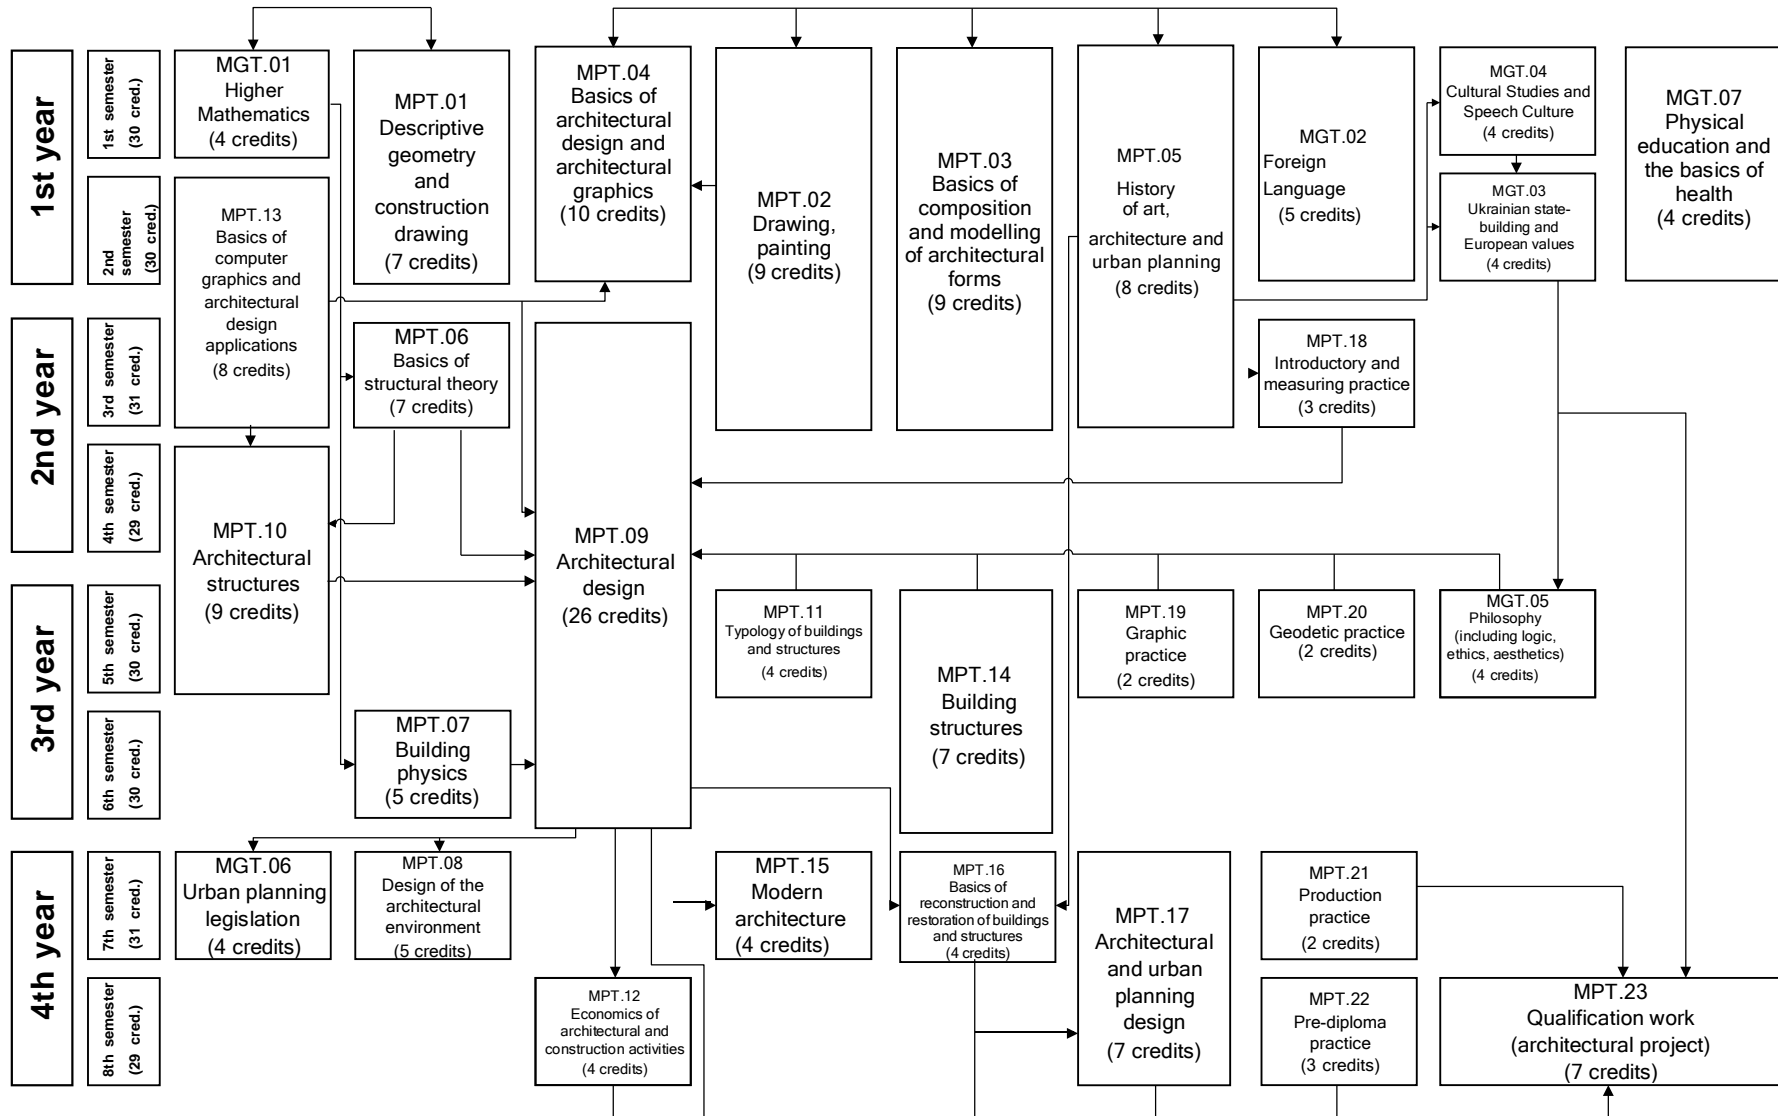 1st year
1st semester
(30 cred.)
2nd
semester
(30 cred.)
2nd year
3rd semester
(31 cred.)
4th semester
(29 cred.)
3rd year
5th semester
(30 cred.)
6th semester
(30 cred.)
4th year
7th semester
(31 cred.)
8th semester
(29 cred.)
MGT.01
Higher
Mathematics
(4 credits)
MPT.01
Descriptive
geometry
and
construction
drawing
(7 credits)
MPT.04
Basics of
architectural
design and
architectural
graphics
(10 credits)
MPT.02
Drawing,
painting
(9 credits)
MPT.03
Basics of
composition
and modelling
of architectural
forms
(9 credits)
MPT.05
History
of art,
architecture and
urban planning
(8 credits)
MGT.02
Foreign
Language
(5 credits)
MGT.04
Cultural Studies and
Speech Culture
(4 credits)
MGT.03
Ukrainian state-
building and
European values
(4 credits)
MGT.07
Physical
education and
the basics of
health
(4 credits)
MPT.13
Basics of
computer
graphics and
architectural
design
applications
(8 credits)
MPT.06
Basics of
structural theory
(7 credits)
MPT.18
Introductory and
measuring practice
(3 credits)
MPT.10
Architectural
structures
(9 credits)
MPT.09
Architectural
design
(26 credits)
MPT.11
Typology of buildings
and structures
(4 credits)
MPT.14
Building
structures
(7 credits)
MPT.19
Graphic
practice
(2 credits)
MPT.20
Geodetic practice
(2 credits)
MGT.05
Philosophy
(including logic,
ethics, aesthetics)
(4 credits)
MPT.07
Building
physics
(5 credits)
MGT.06
Urban planning
legislation
(4 credits)
MPT.08
Design of the
architectural
environment
(5 credits)
MPT.15
Modern
architecture
(4 credits)
MPT.16
Basics of
reconstruction and
restoration of buildings
and structures
(4 credits)
MPT.17
Architectural
and urban
planning
design
(7 credits)
MPT.21
Production
practice
(2 credits)
MPT.12
Economics of
architectural and
construction activities
(4 credits)
MPT.22
Pre-diploma
practice
(3 credits)
MPT.23
Qualification work
(architectural project)
(7 credits)